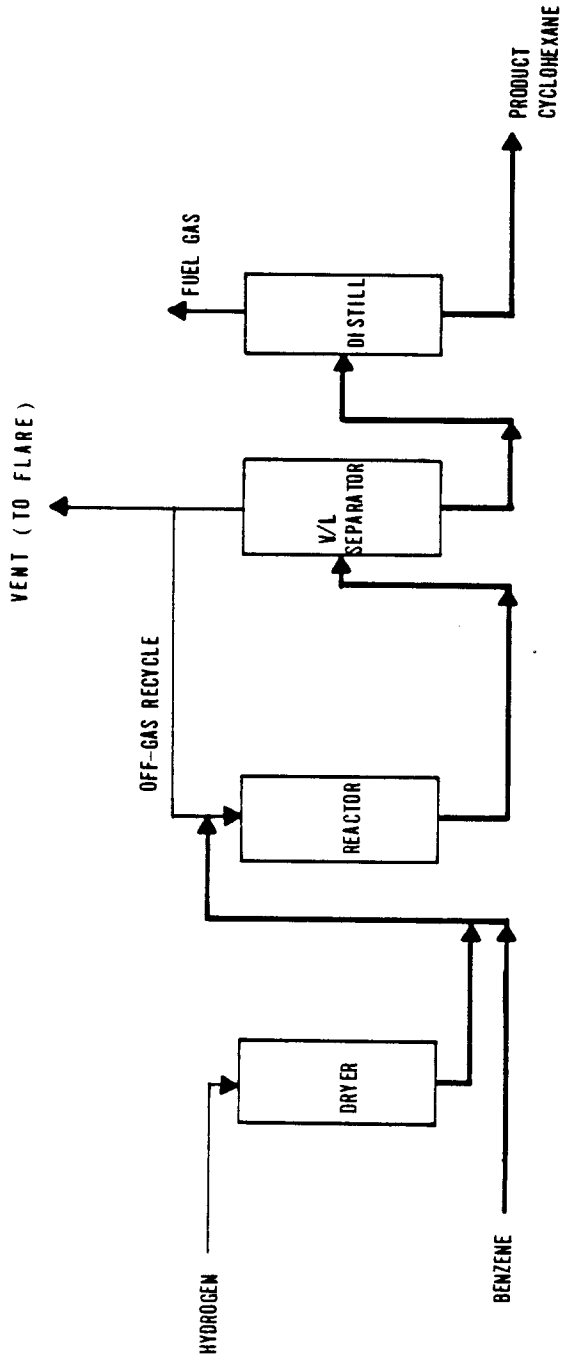 HYDROGEN
BENZENE
DRYER
REACTOR
OFF-GAS RECYCLE
VENT (TO FLARE)
V/L
SEPARATOR
FUEL GAS
DISTILL
PRODUCT
CYCLOHEXANE